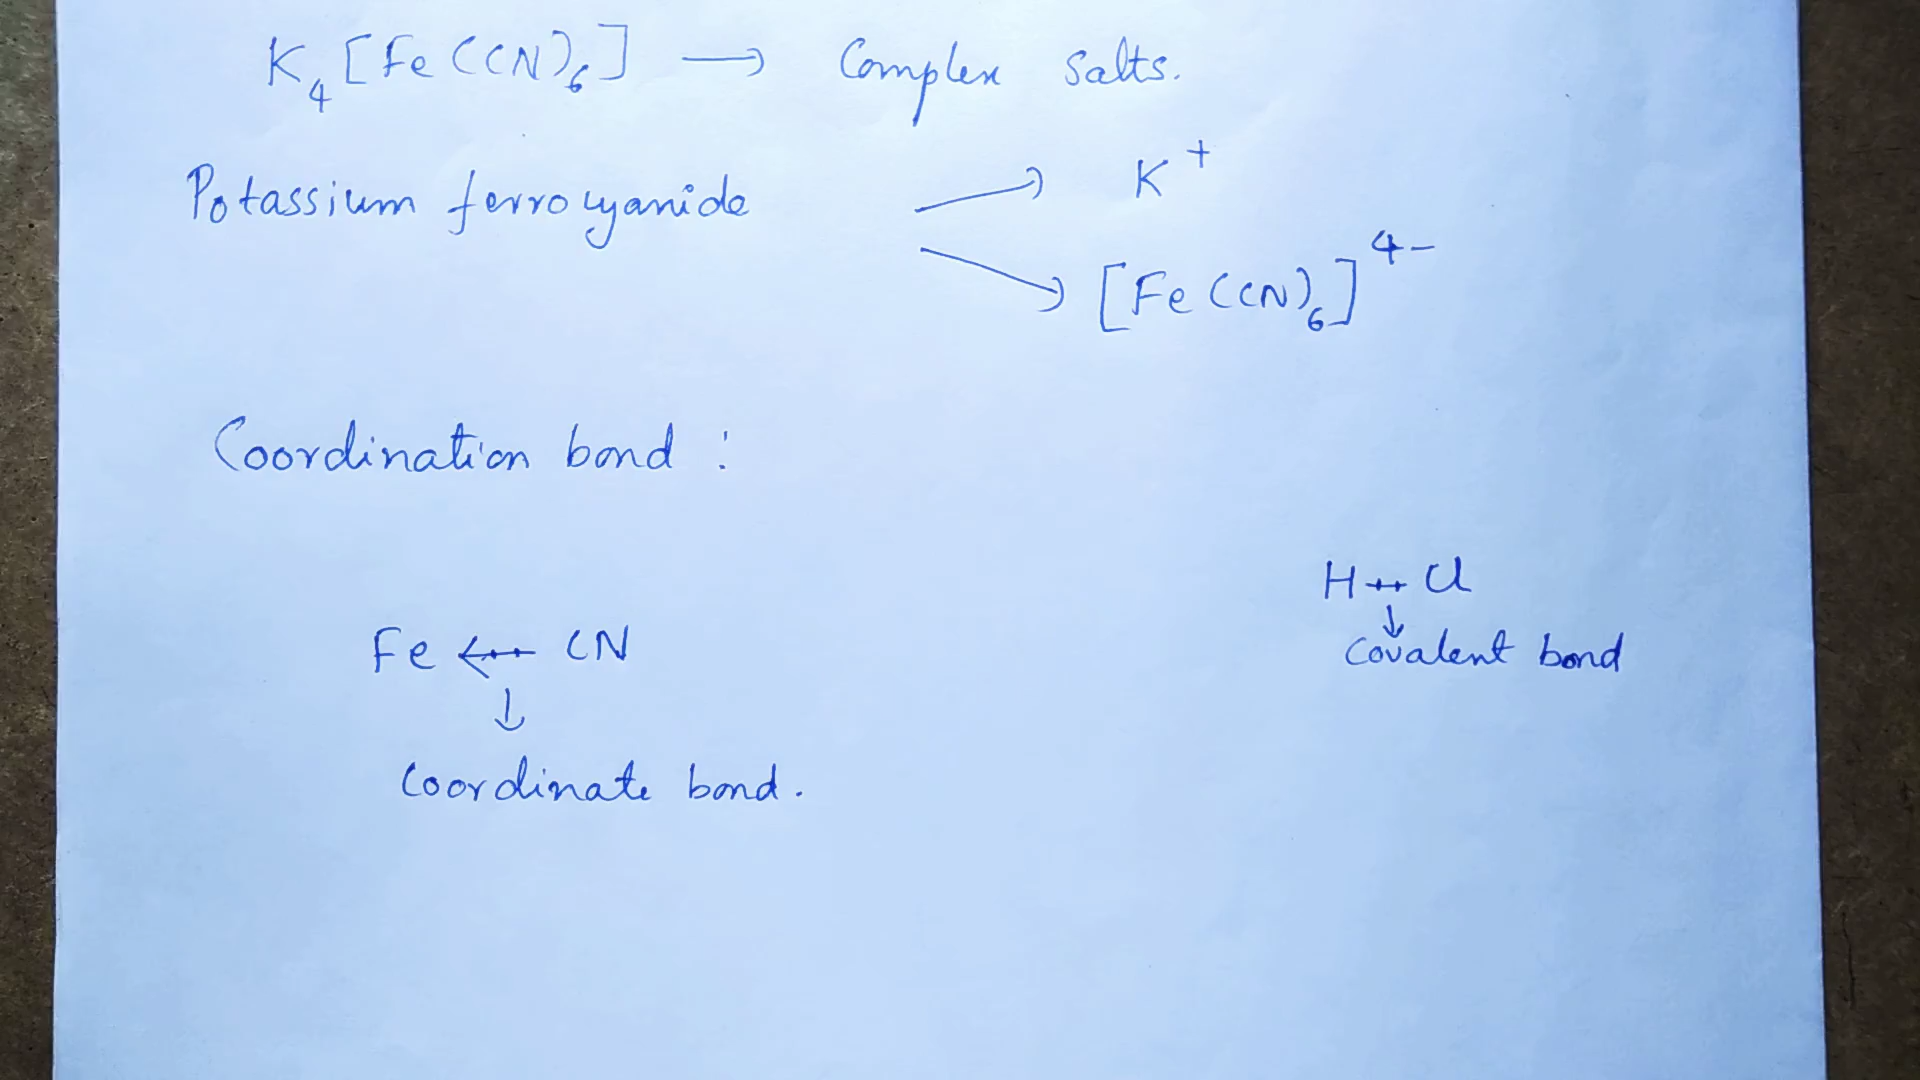 K₄[Fe(CN)₆] → Complex Salts.
Potassium ferrocyanide → K⁺
→ [Fe(CN)₆]⁴⁻
Coordination bond :
H ↔ Cl
↓
Covalent bond
Fe ← CN
↓
Coordinate bond.